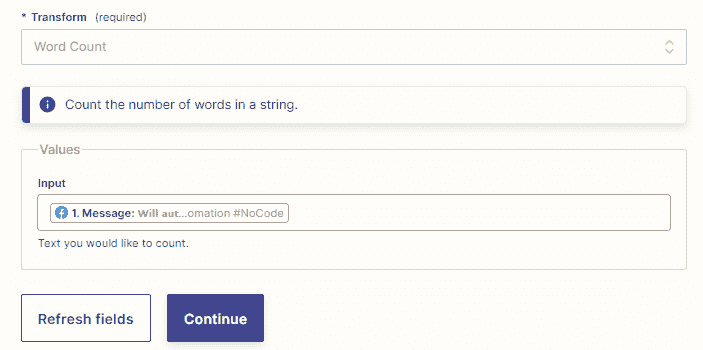 * Transform (required)
Word Count
Count the number of words in a string.
Values
Input
1. Message: Will aut...omation #NoCode
Text you would like to count.
Refresh fields Continue